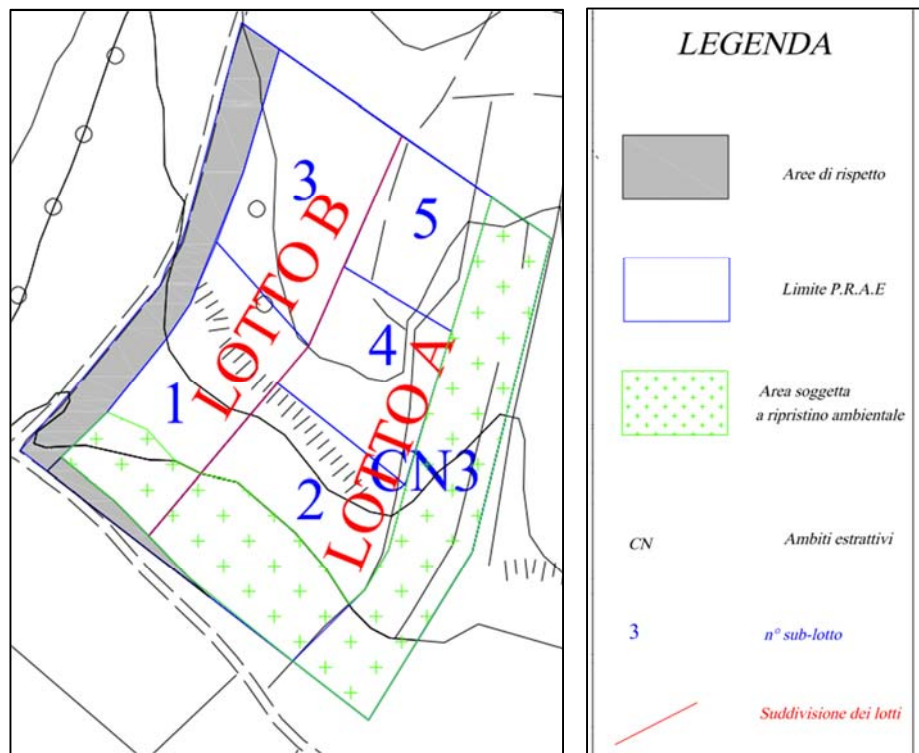 3
5
LOTTO B
4
1
LOTTO A
CN3
2
LEGENDA
Aree di rispetto
Limite P.R.A.E
Area soggetta
a ripristino ambientale
CN
Ambiti estrattivi
3
n° sub-lotto
Suddivisione dei lotti